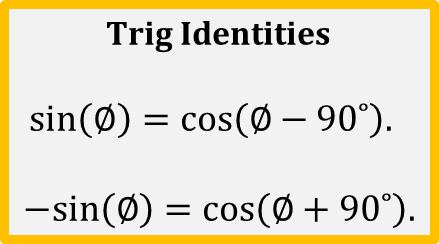 Trig Identities
sin(∅) = cos(∅ − 90°).
−sin(∅) = cos(∅ + 90°).